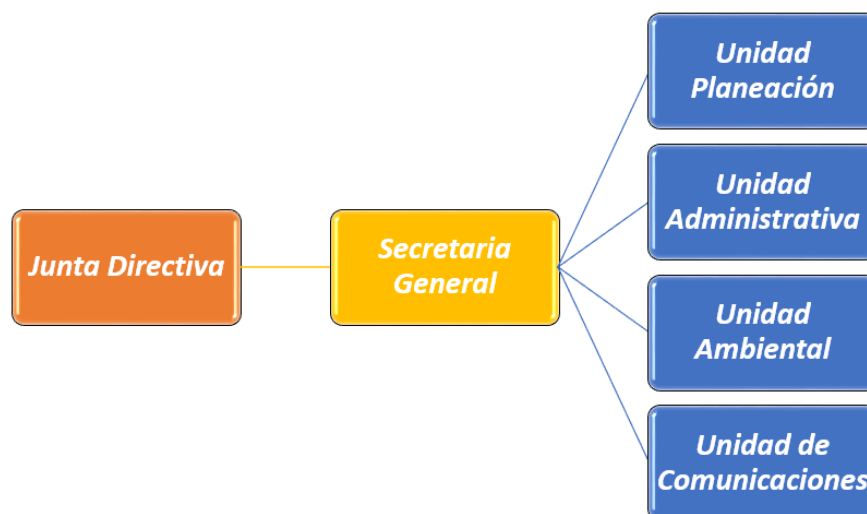 Junta Directiva
Secretaria
General
Unidad
Planeación
Unidad
Administrativa
Unidad
Ambiental
Unidad de
Comunicaciones